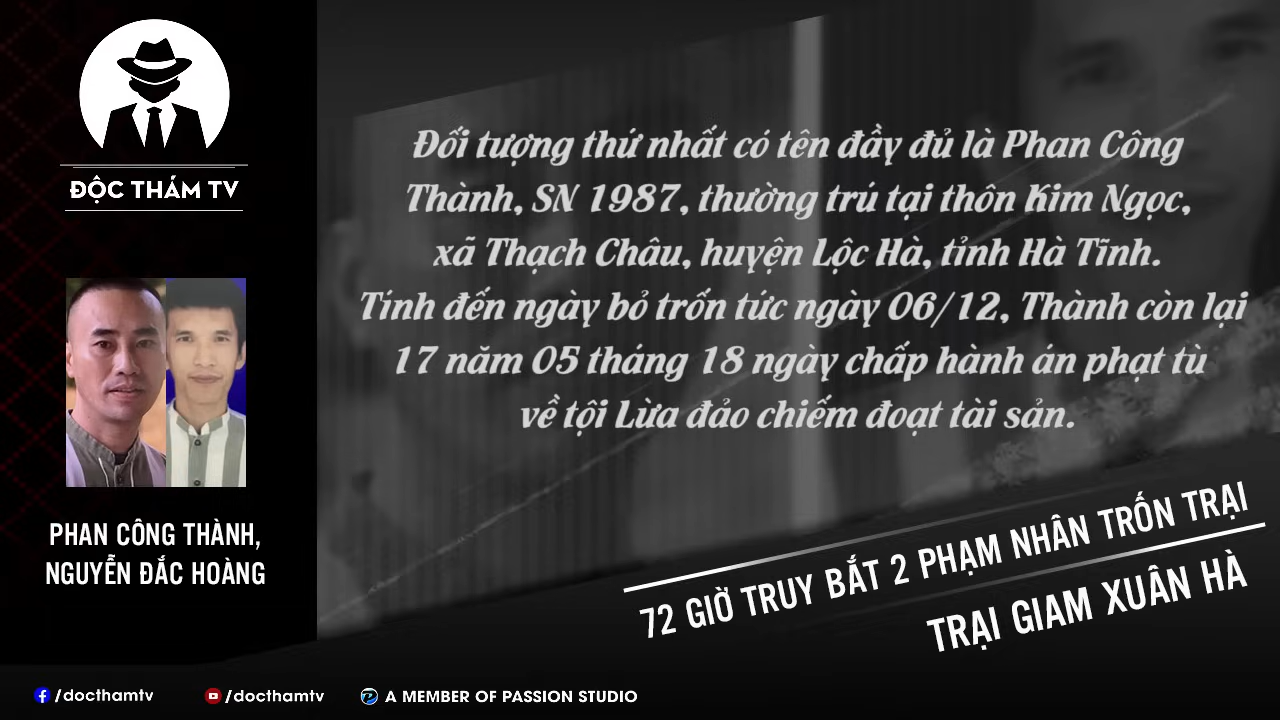 ĐỘC THÁM TV
PHAN CÔNG THÀNH,
NGUYỄN ĐẮC HOÀNG
Đối tượng thứ nhất có tên đầy đủ là Phan Công
Thành, SN 1987, thường trú tại thôn Kim Ngọc,
xã Thạch Châu, huyện Lộc Hà, tỉnh Hà Tĩnh.
Tính đến ngày bỏ trốn tức ngày 06/12, Thành còn lại
17 năm 05 tháng 18 ngày chấp hành án phạt tù
về tội Lừa đảo chiếm đoạt tài sản.
72 GIỜ TRUY BẮT 2 PHẠM NHÂN TRỐN TRẠI
TRẠI GIAM XUÂN HÀ
/docthamtv
/docthamtv
A MEMBER OF PASSION STUDIO